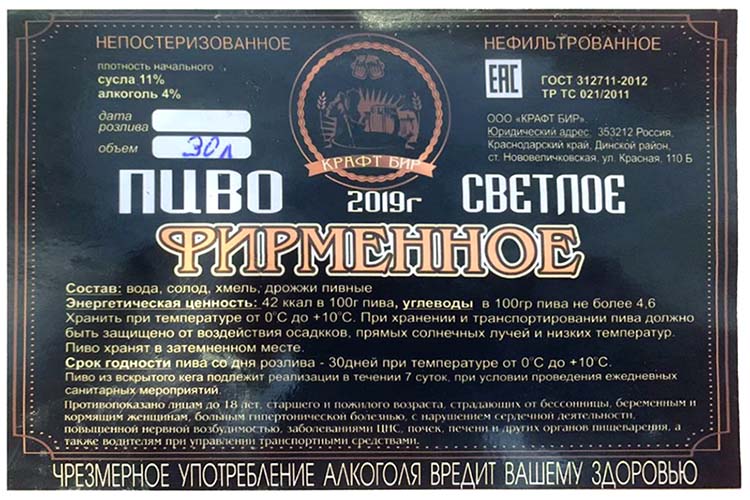 НЕПОСТЕРИЗОВАННОЕ
НЕФИЛЬТРОВАННОЕ
плотность начального
сусла 11%
алкоголь 4%
дата
розлива
объем 30л
ЕАС
ГОСТ 312711-2012
ТР ТС 021/2011
ООО «КРАФТ БИР».
Юридический адрес: 353212 Россия,
Краснодарский край, Динской район,
ст. Нововеличковская, ул. Красная, 110 Б
КРАФТ БИР
ПИВО 2019г СВЕТЛОЕ
ФИРМЕННОЕ
Состав: вода, солод, хмель, дрожжи пивные
Энергетическая ценность: 42 ккал в 100г пива, углеводы в 100гр пива не более 4,6
Хранить при температуре от 0°С до +10°С. При хранении и транспортировании пива должно
быть защищено от воздействия осадкков, прямых солнечных лучей и низких температур.
Пиво хранят в затемненном месте.
Срок годности пива со дня розлива - 30дней при температуре от 0°С до +10°С.
Пиво из вскрытого кега подлежит реализации в течении 7 суток, при условии проведения ежедневных
санитарных мероприятий.
Противопоказано лицам до 18 лет, старшего и пожилого возраста, страдающих от бессонницы, беременным и
кормящим женщинам, больным гипертонической болезнью, с нарушением сердечной деятельности,
повышенной нервной возбудимостью, заболеваниями ЦНС, почек, печени и других органов пищеварения, а
также водителям при управлении транспортными средствами.
ЧРЕЗМЕРНОЕ УПОТРЕБЛЕНИЕ АЛКОГОЛЯ ВРЕДИТ ВАШЕМУ ЗДОРОВЬЮ